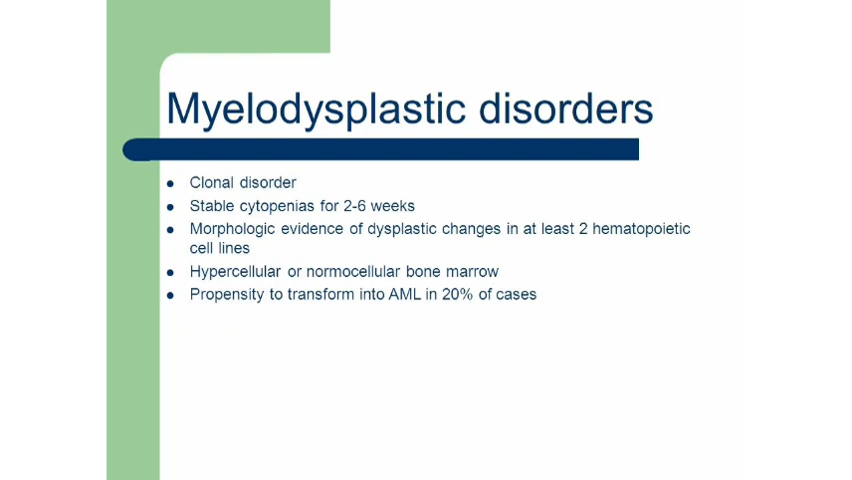 Myelodysplastic disorders
● Clonal disorder
● Stable cytopenias for 2-6 weeks
● Morphologic evidence of dysplastic changes in at least 2 hematopoietic
cell lines
● Hypercellular or normocellular bone marrow
● Propensity to transform into AML in 20% of cases